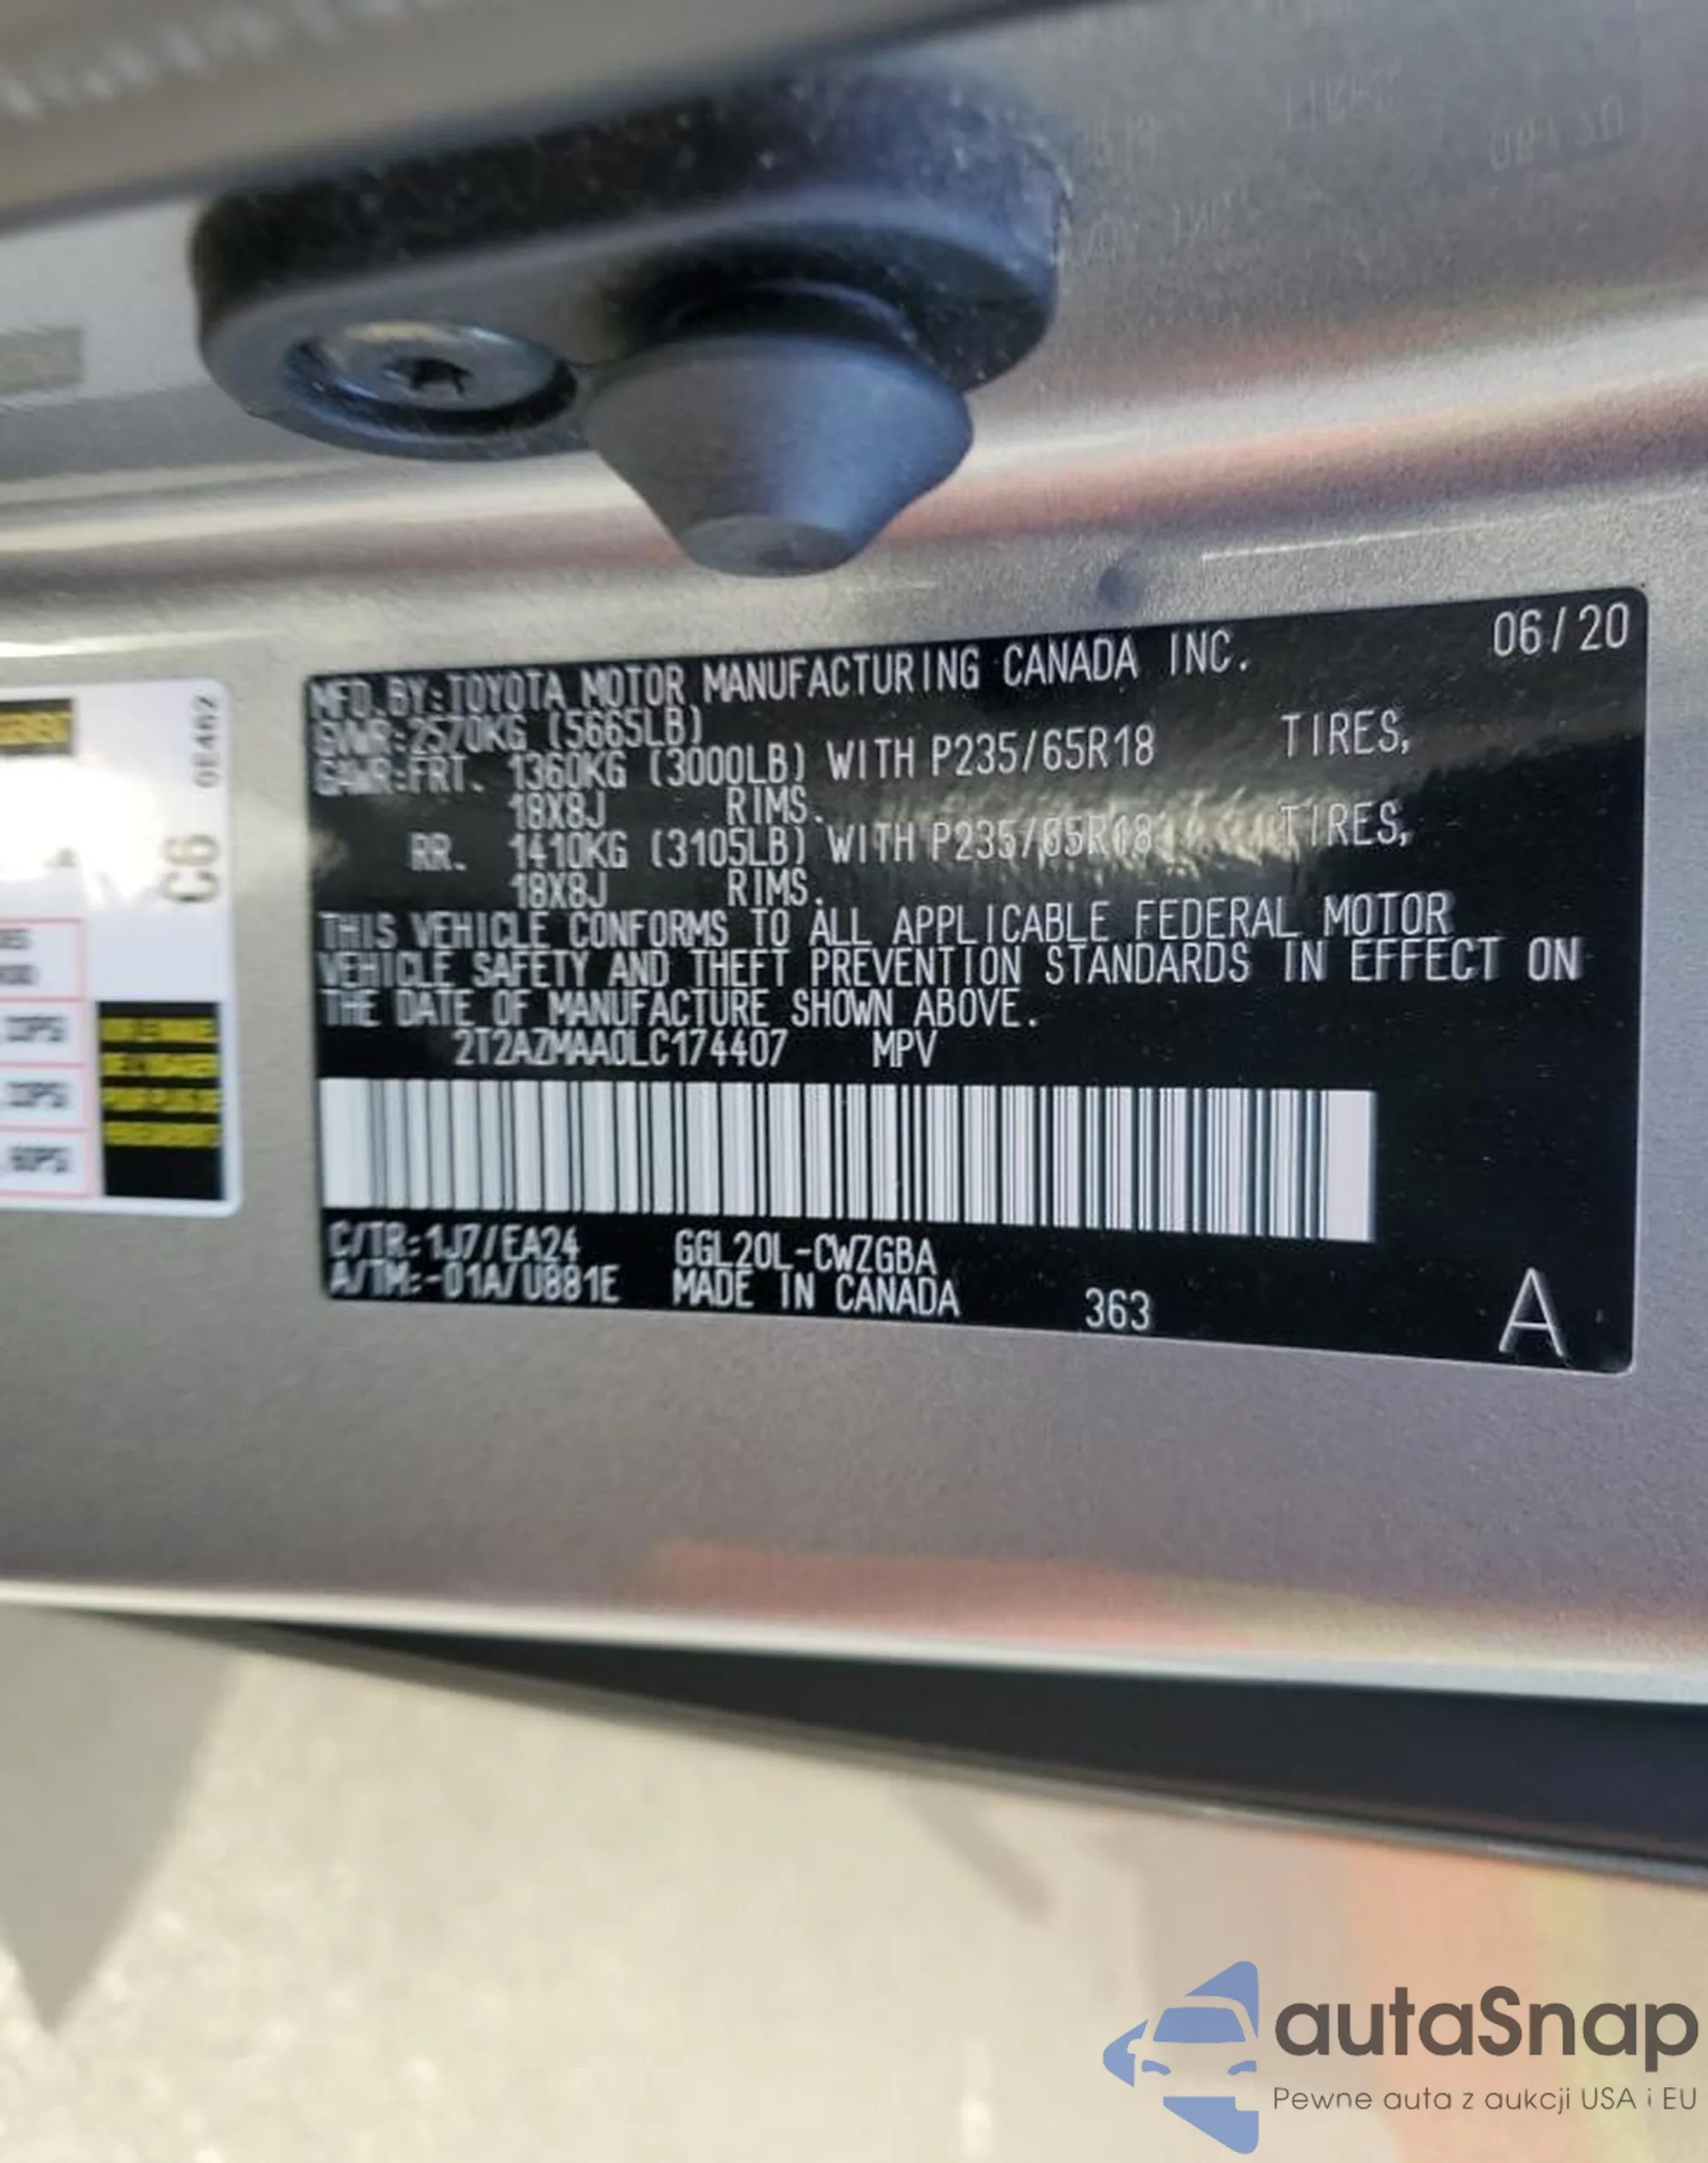 MFD.BY:TOYOTA MOTOR MANUFACTURING CANADA INC. 06/20
GVWR:2570KG (5665LB)
GAWR:FRT. 1360KG (3000LB) WITH P235/65R18 TIRES,
18X8J RIMS.
RR. 1410KG (3105LB) WITH P235/65R18 TIRES,
18X8J RIMS.
THIS VEHICLE CONFORMS TO ALL APPLICABLE FEDERAL MOTOR
VEHICLE SAFETY AND THEFT PREVENTION STANDARDS IN EFFECT ON
THE DATE OF MANUFACTURE SHOWN ABOVE.
2T2AZMAA0LC174407 MPV
C/TR:1J7/EA24 GGL20L-CWZGBA
A/TM:-01A/U881E MADE IN CANADA 363 A
0E462
C6
autaSnap
Pewne auta z aukcji USA i EU